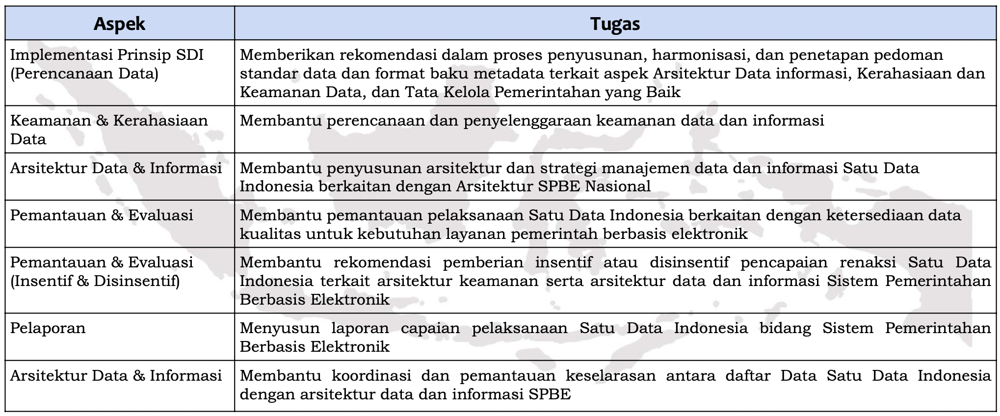 Aspek
Tugas
Implementasi Prinsip SDI
(Perencanaan Data)
Memberikan rekomendasi dalam proses penyusunan, harmonisasi, dan penetapan pedoman
standar data dan format baku metadata terkait aspek Arsitektur Data informasi, Kerahasiaan dan
Keamanan Data, dan Tata Kelola Pemerintahan yang Baik
Keamanan & Kerahasiaan
Data
Membantu perencanaan dan penyelenggaraan keamanan data dan informasi
Arsitektur Data & Informasi
Membantu penyusunan arsitektur dan strategi manajemen data dan informasi Satu Data
Indonesia berkaitan dengan Arsitektur SPBE Nasional
Pemantauan & Evaluasi
Membantu pemantauan pelaksanaan Satu Data Indonesia berkaitan dengan ketersediaan data
kualitas untuk kebutuhan layanan pemerintah berbasis elektronik
Pemantauan & Evaluasi
(Insentif & Disinsentif)
Membantu rekomendasi pemberian insentif atau disinsentif pencapaian renaksi Satu Data
Indonesia terkait arsitektur keamanan serta arsitektur data dan informasi Sistem Pemerintahan
Berbasis Elektronik
Pelaporan
Menyusun laporan capaian pelaksanaan Satu Data Indonesia bidang Sistem Pemerintahan
Berbasis Elektronik
Arsitektur Data & Informasi
Membantu koordinasi dan pemantauan keselarasan antara daftar Data Satu Data Indonesia
dengan arsitektur data dan informasi SPBE